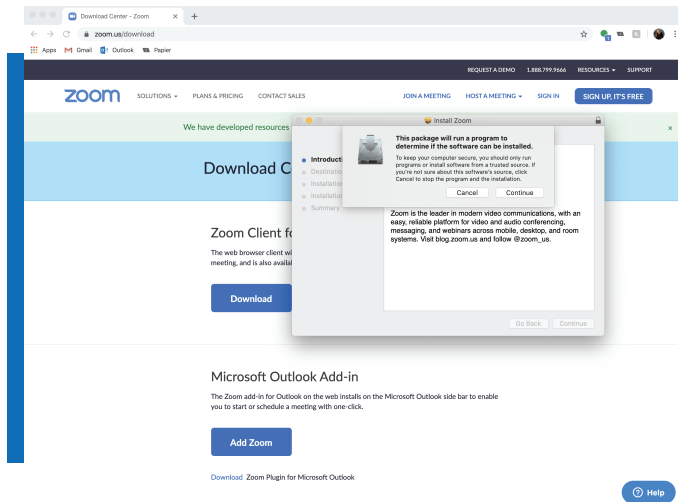 Download Center - Zoom
zoom.us/download
Apps Gmail Outlook Papier
REQUEST A DEMO 1.888.799.9666 RESOURCES SUPPORT
zoom SOLUTIONS PLANS & PRICING CONTACT SALES JOIN A MEETING HOST A MEETING SIGN IN SIGN UP, IT'S FREE
We have developed resources
Download C
Install Zoom
This package will run a program to
determine if the software can be installed.
To keep your computer secure, you should only run
programs or install software from a trusted source. If
you're not sure about this software's source, click
Cancel to stop the program and the installation.
Cancel Continue
Introducti
Destinatio
Installation
Installation
Summary
Zoom is the leader in modern video communications, with an
easy, reliable platform for video and audio conferencing,
messaging, and webinars across mobile, desktop, and room
systems. Visit blog.zoom.us and follow @zoom_us.
Go Back Continue
Zoom Client fo
The web browser client wi
meeting, and is also availa
Download
Microsoft Outlook Add-in
The Zoom add-in for Outlook on the web installs on the Microsoft Outlook side bar to enable
you to start or schedule a meeting with one-click.
Add Zoom
Download Zoom Plugin for Microsoft Outlook
Help